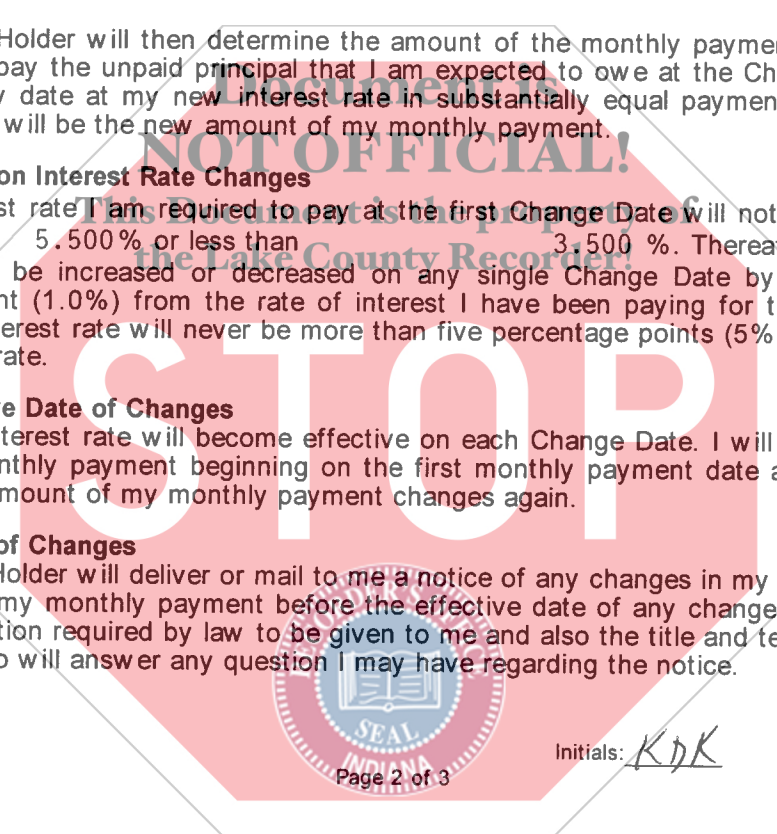 Holder will then determine the amount of the monthly payme
pay the unpaid principal that I am expected to owe at the Ch
date at my new interest rate in substantially equal paymen
will be the new amount of my monthly payment.
Document is
NOT OFFICIAL!
This Document is the property of
the Lake County Recorder!
on Interest Rate Changes
st rate I am required to pay at the first Change Date will not
5.500% or less than 3.500 %. Therea
be increased or decreased on any single Change Date by
nt (1.0%) from the rate of interest I have been paying for t
erest rate will never be more than five percentage points (5%
rate.
STOP
e Date of Changes
terest rate will become effective on each Change Date. I will
nthly payment beginning on the first monthly payment date a
mount of my monthly payment changes again.
of Changes
Holder will deliver or mail to me a notice of any changes in my
my monthly payment before the effective date of any change
tion required by law to be given to me and also the title and te
o will answer any question I may have regarding the notice.
SEAL
INDIANA
Initials: KDK
Page 2 of 3